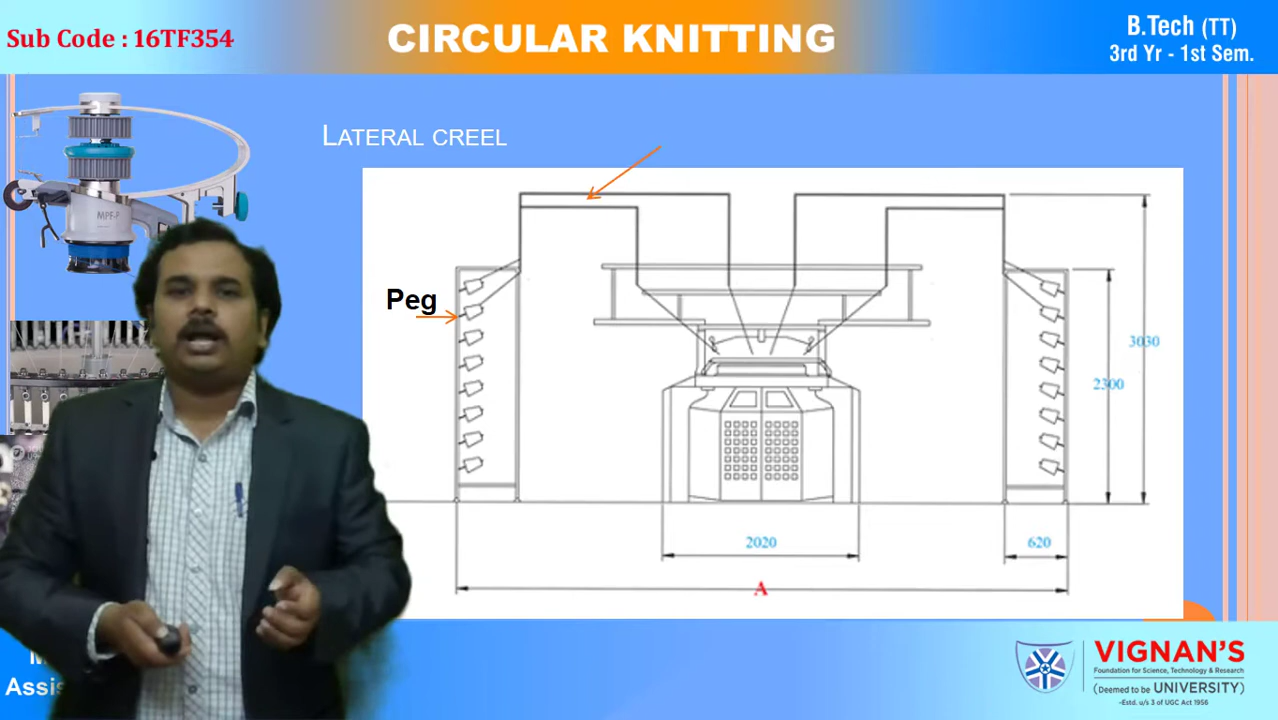 Sub Code : 16TF354
CIRCULAR KNITTING
B.Tech (TT)
3rd Yr - 1st Sem.
MPF-P
LATERAL CREEL
Peg
3030
2300
2020
620
A
Assis
VIGNAN'S
Foundation for Science, Technology & Research
(Deemed to be UNIVERSITY)
-Estd. u/s 3 of UGC Act 1956